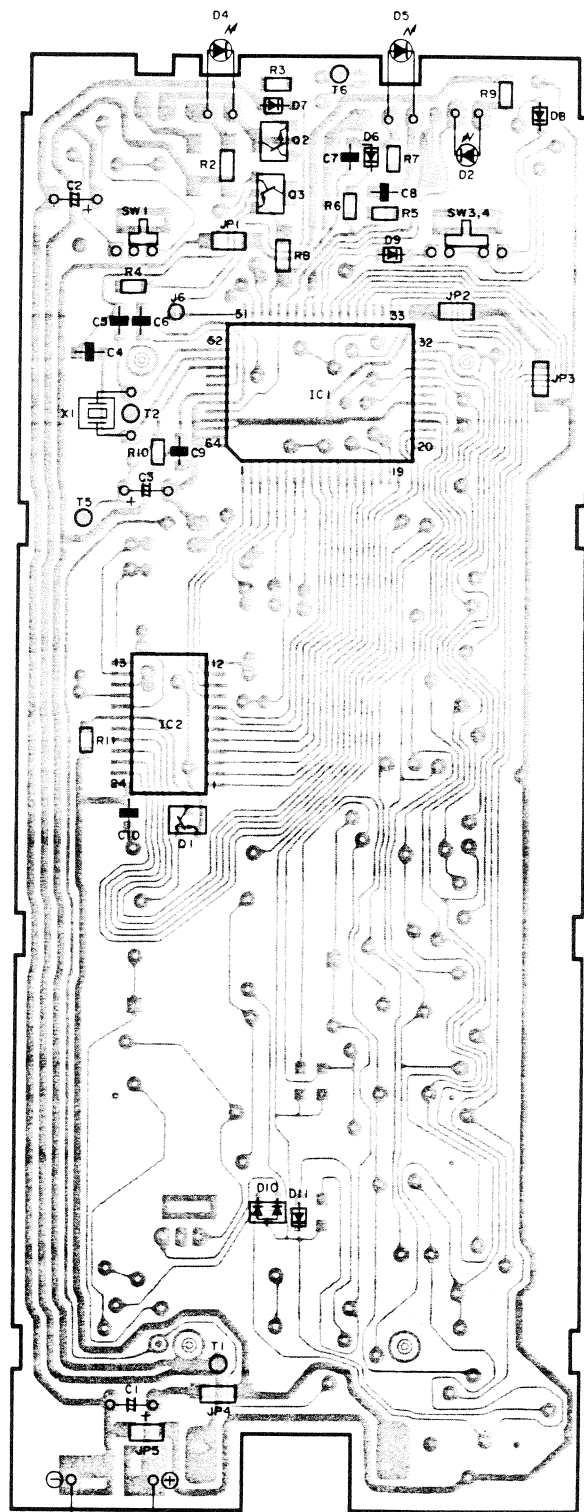 D4 D5
R3 T6 R9
D7 D8
Q2 D6
R2 C7 R7 D2
C2 Q3 C8
+ R6 R5
SW1 JP1 SW3,4
R8 D9
R4
J6 JP2
C5 C6 51 33
52 32
C4
IC1 JP3
X1 T2
64 20
R10 C9
1 19
C3
+
T5
13 12
IC2
R11
24 1
C10
D1
D10 D11
T1
C1
+ JP4
JP5
− +